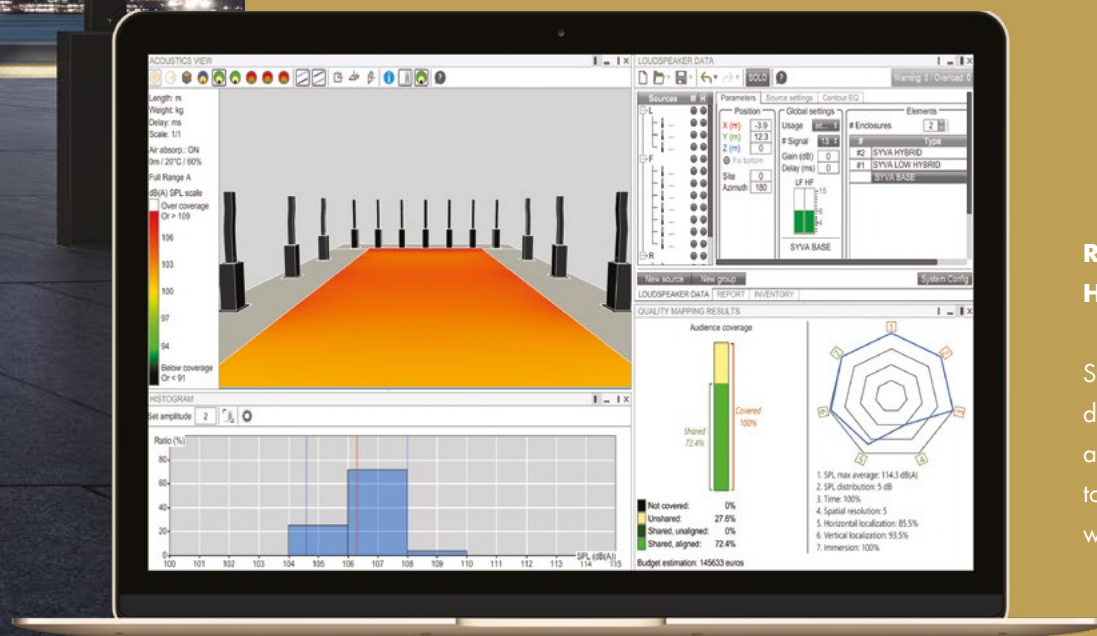 ACOUSTICS VIEW
Length: m
Weight: kg
Delay: ms
Scale: 1/1
Air absorp.: ON
0m / 20°C / 60%
Full Range A
dB(A) SPL scale
Over coverage
Or > 109
106
103
100
97
94
Below coverage
Or < 91
HISTOGRAM
Set amplitude 2
Ratio (%)
80
60
40
20
0
100 101 102 103 104 105 106 107 108 109 110 111 112 113 114 115
SPL (dB(A))
LOUDSPEAKER DATA
SOLO
Warning: 0 / Overload: 0
Sources M H
L
F
R
Parameters Source settings Contour EQ
Position
X (m) -3.9
Y (m) 12.3
Z (m) 0
Fix bottom
Site 0
Azimuth 180
Global settings
Usage
# Signal 13
Gain (dB) 0
Delay (ms) 0
LF HF
SYVA BASE
Elements
# Enclosures 2
# Type
#2 SYVA HYBRID
#1 SYVA LOW HYBRID
SYVA BASE
New source New group System Config
LOUDSPEAKER DATA REPORT INVENTORY
QUALITY MAPPING RESULTS
Audience coverage
Shared
72.4%
Covered
100%
Not covered: 0%
Unshared: 27.6%
Shared, unaligned: 0%
Shared, aligned: 72.4%
Budget estimation: 145633 euros
1
2
3
4
5
6
7
1. SPL max average: 114.3 dB(A)
2. SPL distribution: 5 dB
3. Time: 100%
4. Spatial resolution: 5
5. Horizontal localization: 85.5%
6. Vertical localization: 93.5%
7. Immersion: 100%